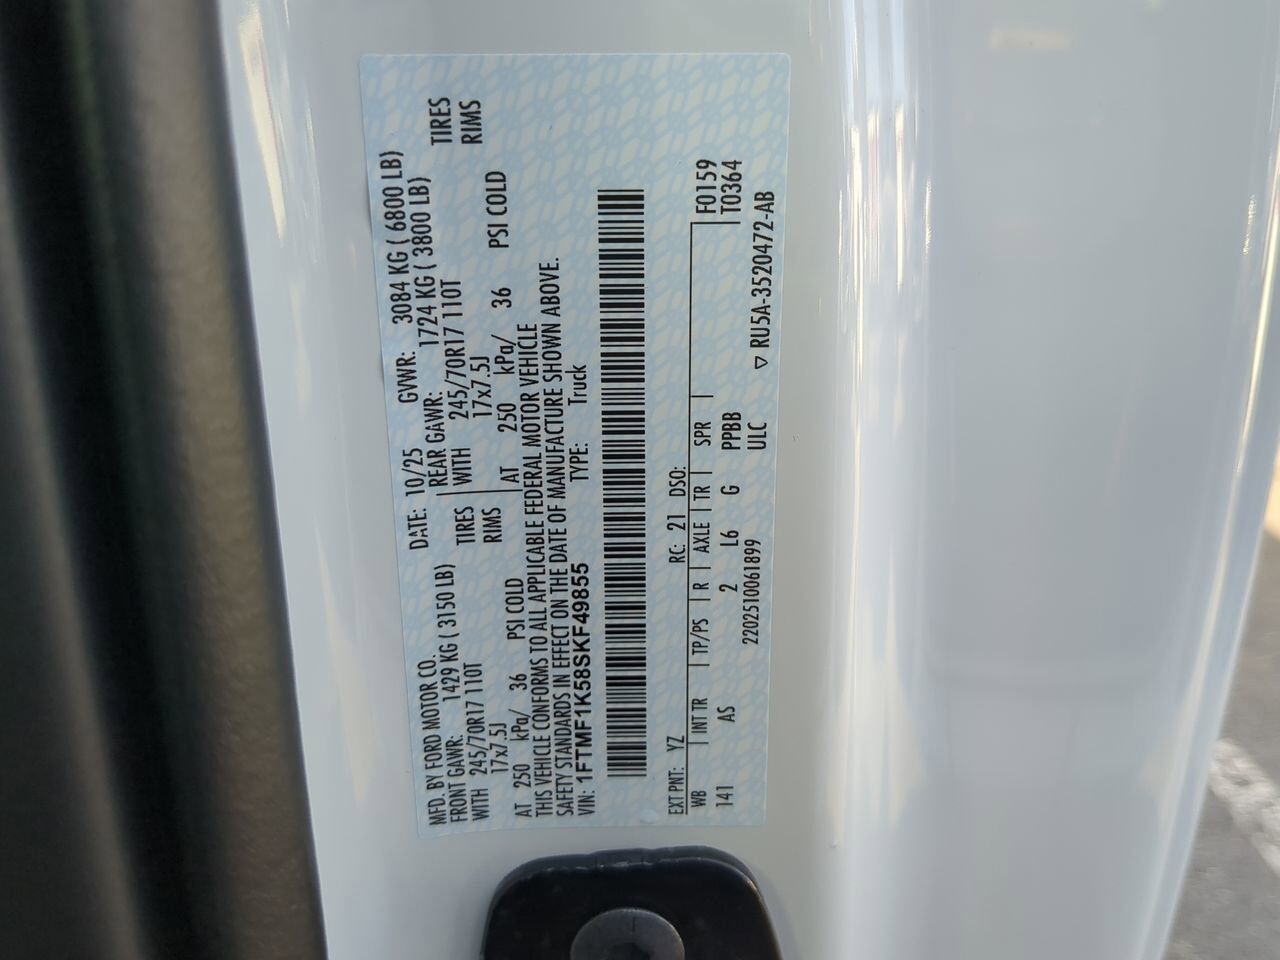 MFD. BY FORD MOTOR CO. DATE: 10/25 GVWR: 3084 KG ( 6800 LB)
FRONT GAWR: 1429 KG ( 3150 LB) REAR GAWR: 1724 KG ( 3800 LB)
WITH 245/70R17 110T TIRES WITH 245/70R17 110T TIRES
17x7.5J RIMS 17x7.5J RIMS
AT 250 kPa/ 36 PSI COLD AT 250 kPa/ 36 PSI COLD
THIS VEHICLE CONFORMS TO ALL APPLICABLE FEDERAL MOTOR VEHICLE
SAFETY STANDARDS IN EFFECT ON THE DATE OF MANUFACTURE SHOWN ABOVE.
VIN: 1FTMF1K58SKF49855 TYPE: Truck
EXT PNT: YZ RC: 21 DSO:
WB | INT TR | TP/PS | R | AXLE | TR | SPR | F0159
141 AS 2 L6 G PPBB T0364
2202510061899 ULC
▽ RU5A-3520472-AB